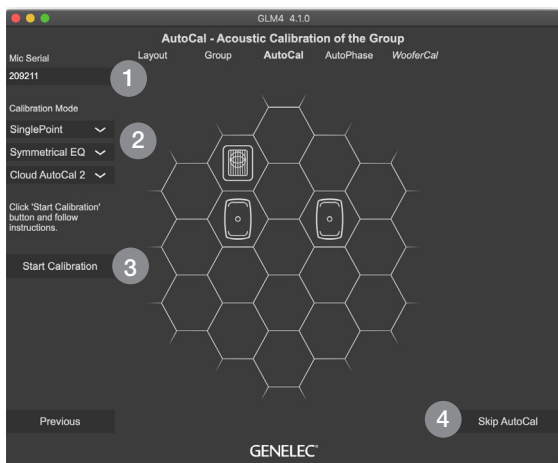 GLM4 4.1.0
AutoCal - Acoustic Calibration of the Group
Layout Group AutoCal AutoPhase WooferCal
Mic Serial
209211
1
Calibration Mode
SinglePoint
2
Symmetrical EQ
Cloud AutoCal 2
Click 'Start Calibration'
button and follow
instructions.
Start Calibration
3
Previous
4
Skip AutoCal
GENELEC®